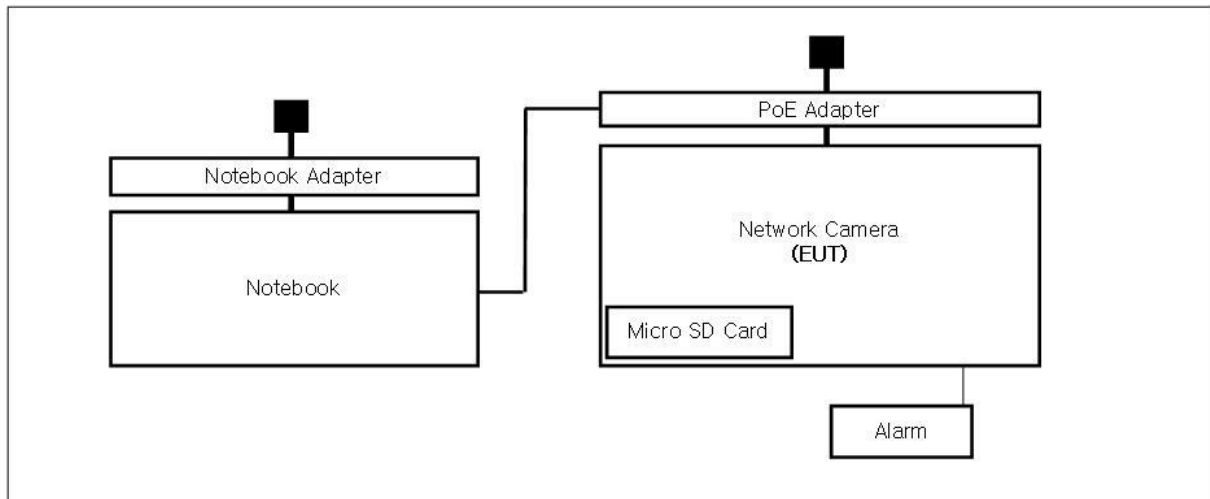 PoE Adapter
Notebook Adapter
Network Camera
(EUT)
Notebook
Micro SD Card
Alarm